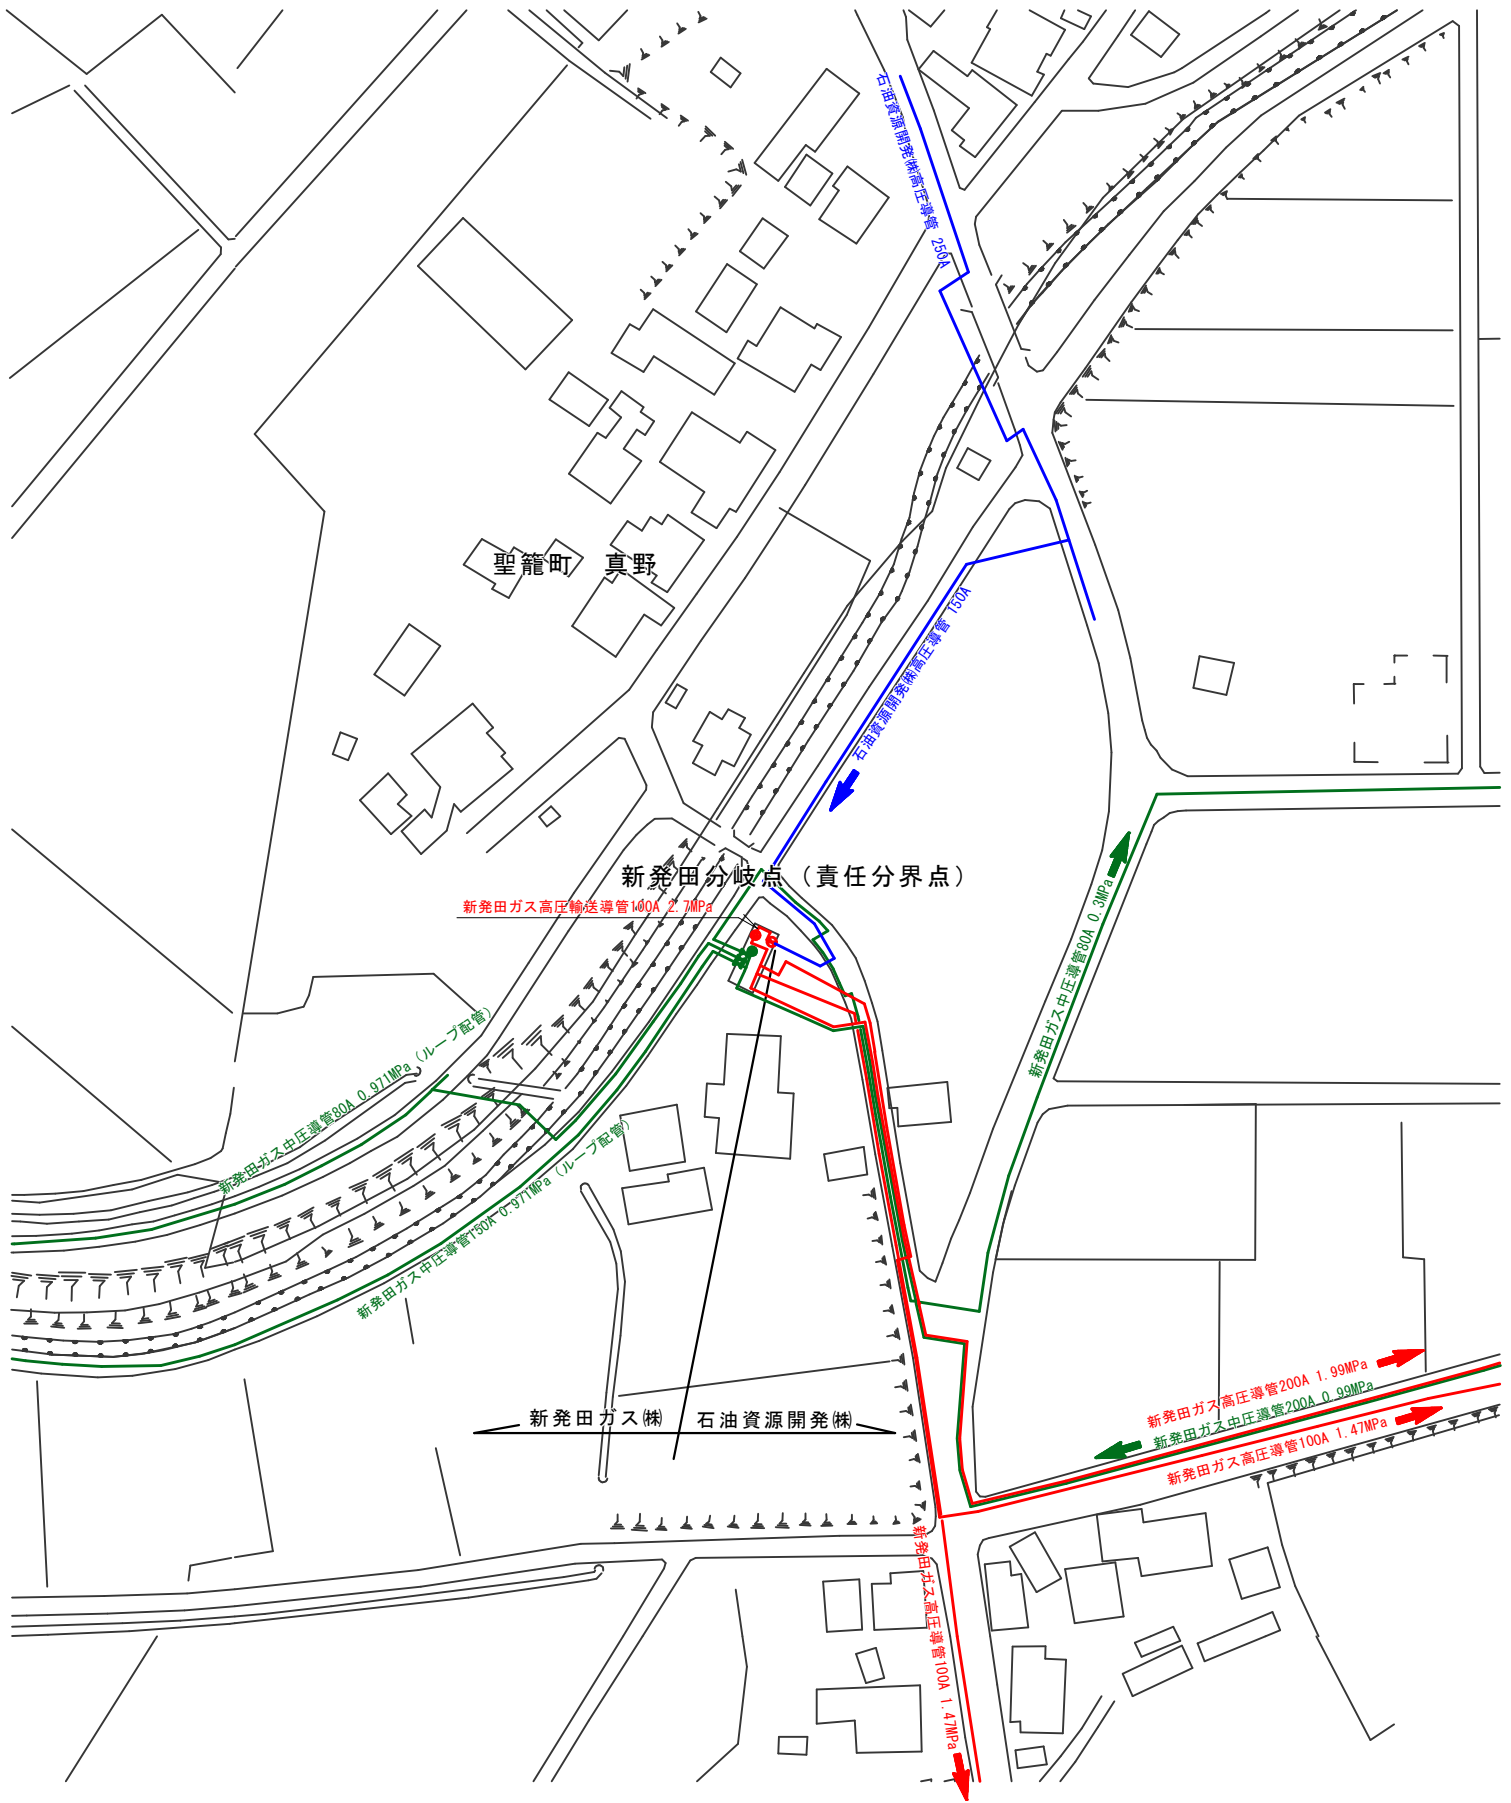 石油資源開発㈱高圧導管 250A
聖籠町　真野
石油資源開発㈱高圧導管 150A
新発田分岐点（責任分界点）
新発田ガス高圧輸送導管100A 2.7MPa
新発田ガス中圧導管80A 0.3MPa
新発田ガス中圧導管80A 0.971MPa（ループ配管）
新発田ガス中圧導管150A 0.971MPa（ループ配管）
新発田ガス㈱　石油資源開発㈱
新発田ガス高圧導管200A 1.99MPa
新発田ガス中圧導管200A 0.99MPa
新発田ガス高圧導管100A 1.47MPa
新発田ガス高圧導管100A 1.47MPa